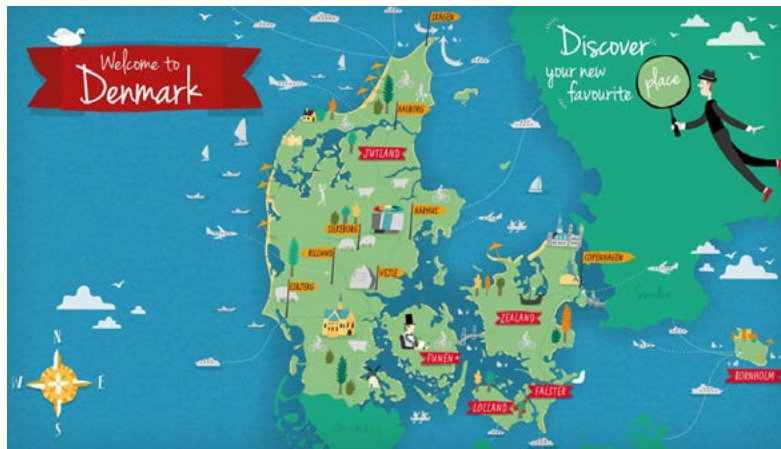 Welcome to
Denmark
SKAGEN
Discover
your new
favourite
place
AALBORG
JUTLAND
AARHUS
SILKEBORG
BILLUND
VEJLE
COPENHAGEN
ESBJERG
Sweden
ZEALAND
FUNEN
BORNHOLM
FALSTER
LOLLAND
Germany
N
W
E
S